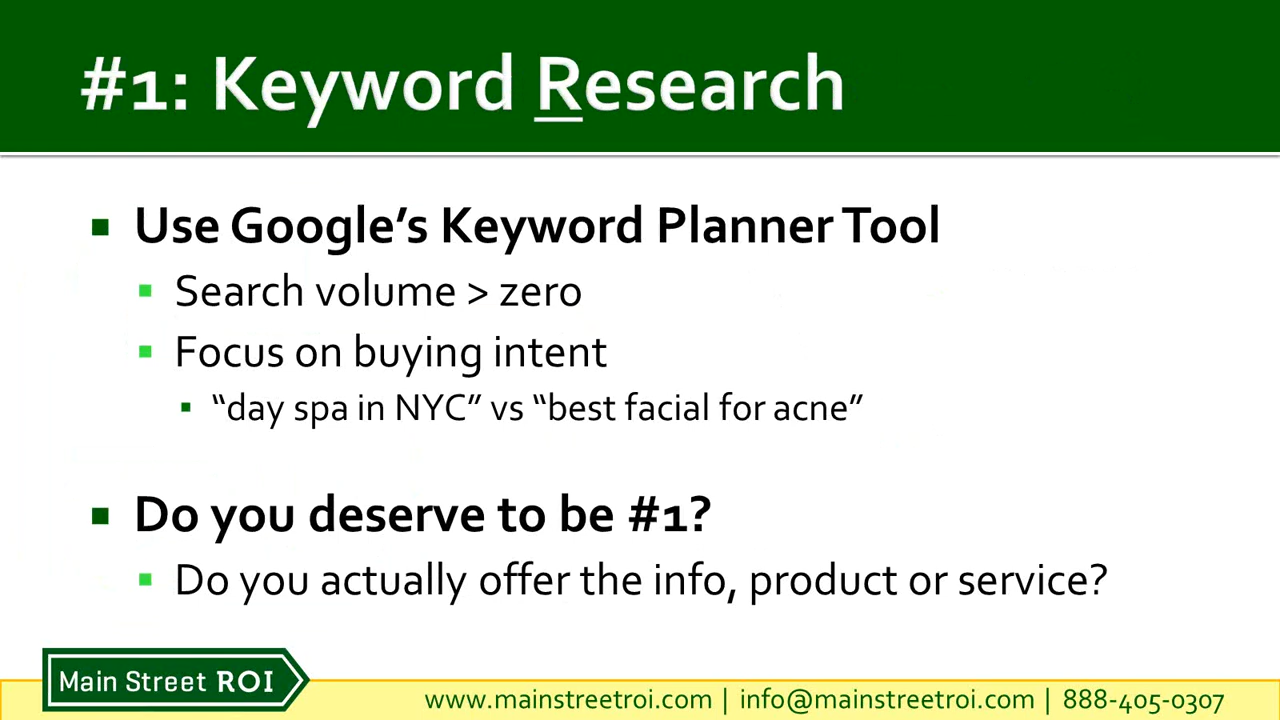 #1: Keyword Research
Use Google’s Keyword Planner Tool
Search volume > zero
Focus on buying intent
“day spa in NYC” vs “best facial for acne”
Do you deserve to be #1?
Do you actually offer the info, product or service?
Main Street ROI
www.mainstreetroi.com | info@mainstreetroi.com | 888-405-0307